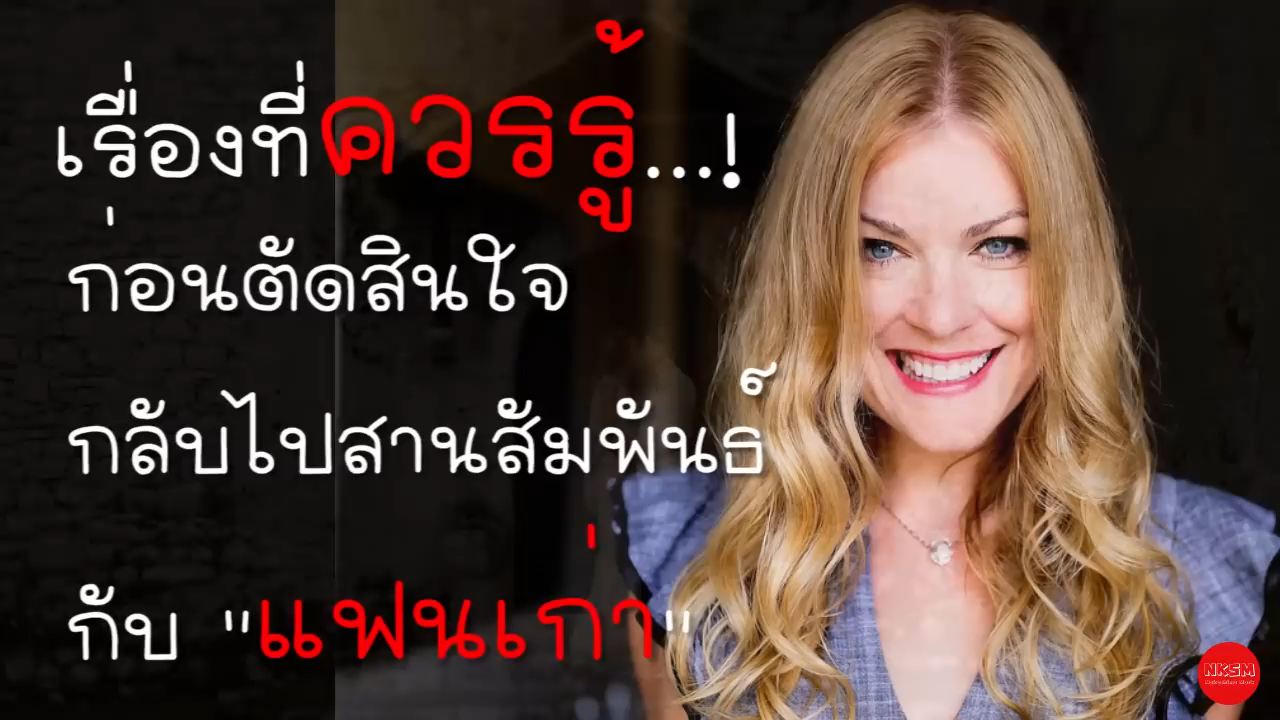 เรื่องที่ควรรู้...!
ก่อนตัดสินใจ
กลับไปสานสัมพันธ์
กับ "แฟนเก่า"
NKSM